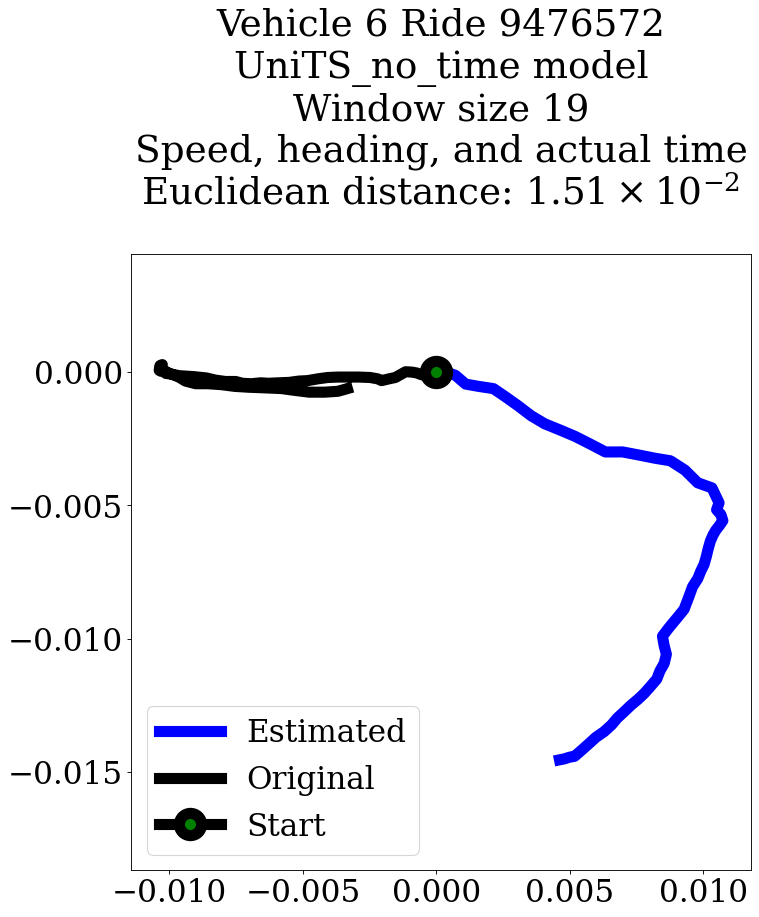 Vehicle 6 Ride 9476572
UniTS_no_time model
Window size 19
Speed, heading, and actual time
Euclidean distance: 1.51 × 10⁻²
0.000
−0.005
−0.010
−0.015
Estimated
Original
Start
−0.010 −0.005 0.000 0.005 0.010